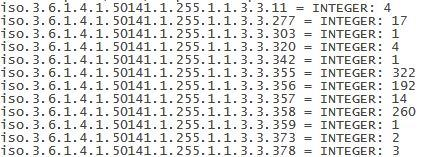 iso.3.6.1.4.1.50141.1.255.1.1.3.3.11 = INTEGER: 4
iso.3.6.1.4.1.50141.1.255.1.1.3.3.277 = INTEGER: 17
iso.3.6.1.4.1.50141.1.255.1.1.3.3.303 = INTEGER: 1
iso.3.6.1.4.1.50141.1.255.1.1.3.3.320 = INTEGER: 4
iso.3.6.1.4.1.50141.1.255.1.1.3.3.342 = INTEGER: 1
iso.3.6.1.4.1.50141.1.255.1.1.3.3.355 = INTEGER: 322
iso.3.6.1.4.1.50141.1.255.1.1.3.3.356 = INTEGER: 192
iso.3.6.1.4.1.50141.1.255.1.1.3.3.357 = INTEGER: 14
iso.3.6.1.4.1.50141.1.255.1.1.3.3.358 = INTEGER: 260
iso.3.6.1.4.1.50141.1.255.1.1.3.3.359 = INTEGER: 1
iso.3.6.1.4.1.50141.1.255.1.1.3.3.373 = INTEGER: 2
iso.3.6.1.4.1.50141.1.255.1.1.3.3.378 = INTEGER: 3